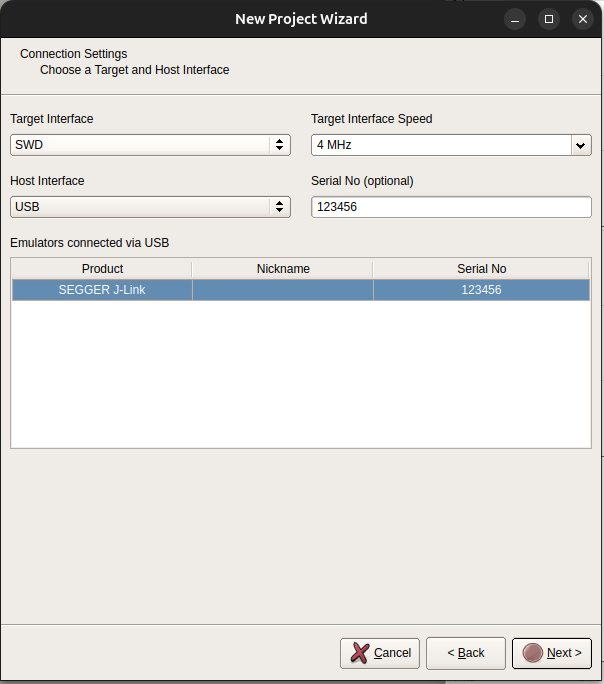 New Project Wizard
Connection Settings
Choose a Target and Host Interface
Target Interface
Target Interface Speed
SWD
4 MHz
Host Interface
Serial No (optional)
USB
123456
Emulators connected via USB
Product Nickname Serial No
SEGGER J-Link 123456
Cancel < Back Next >